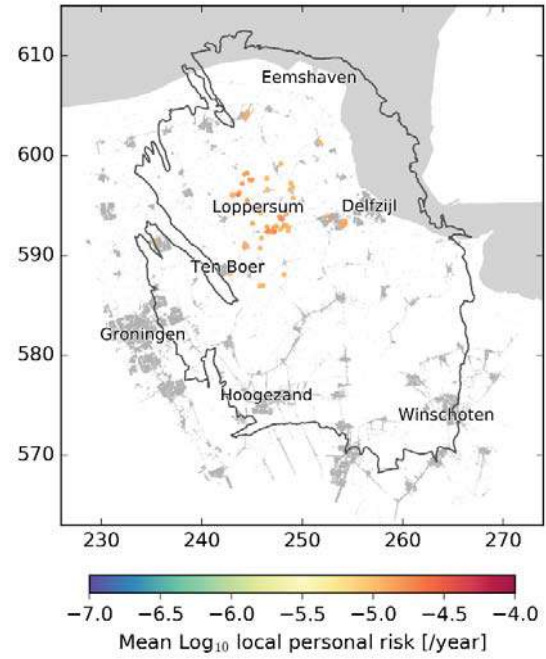 610
600
590
580
570
Eemshaven
Loppersum
Delfzijl
Ten Boer
Groningen
Hoogezand
Winschoten
230 240 250 260 270
−7.0 −6.5 −6.0 −5.5 −5.0 −4.5 −4.0
Mean Log₁₀ local personal risk [/year]